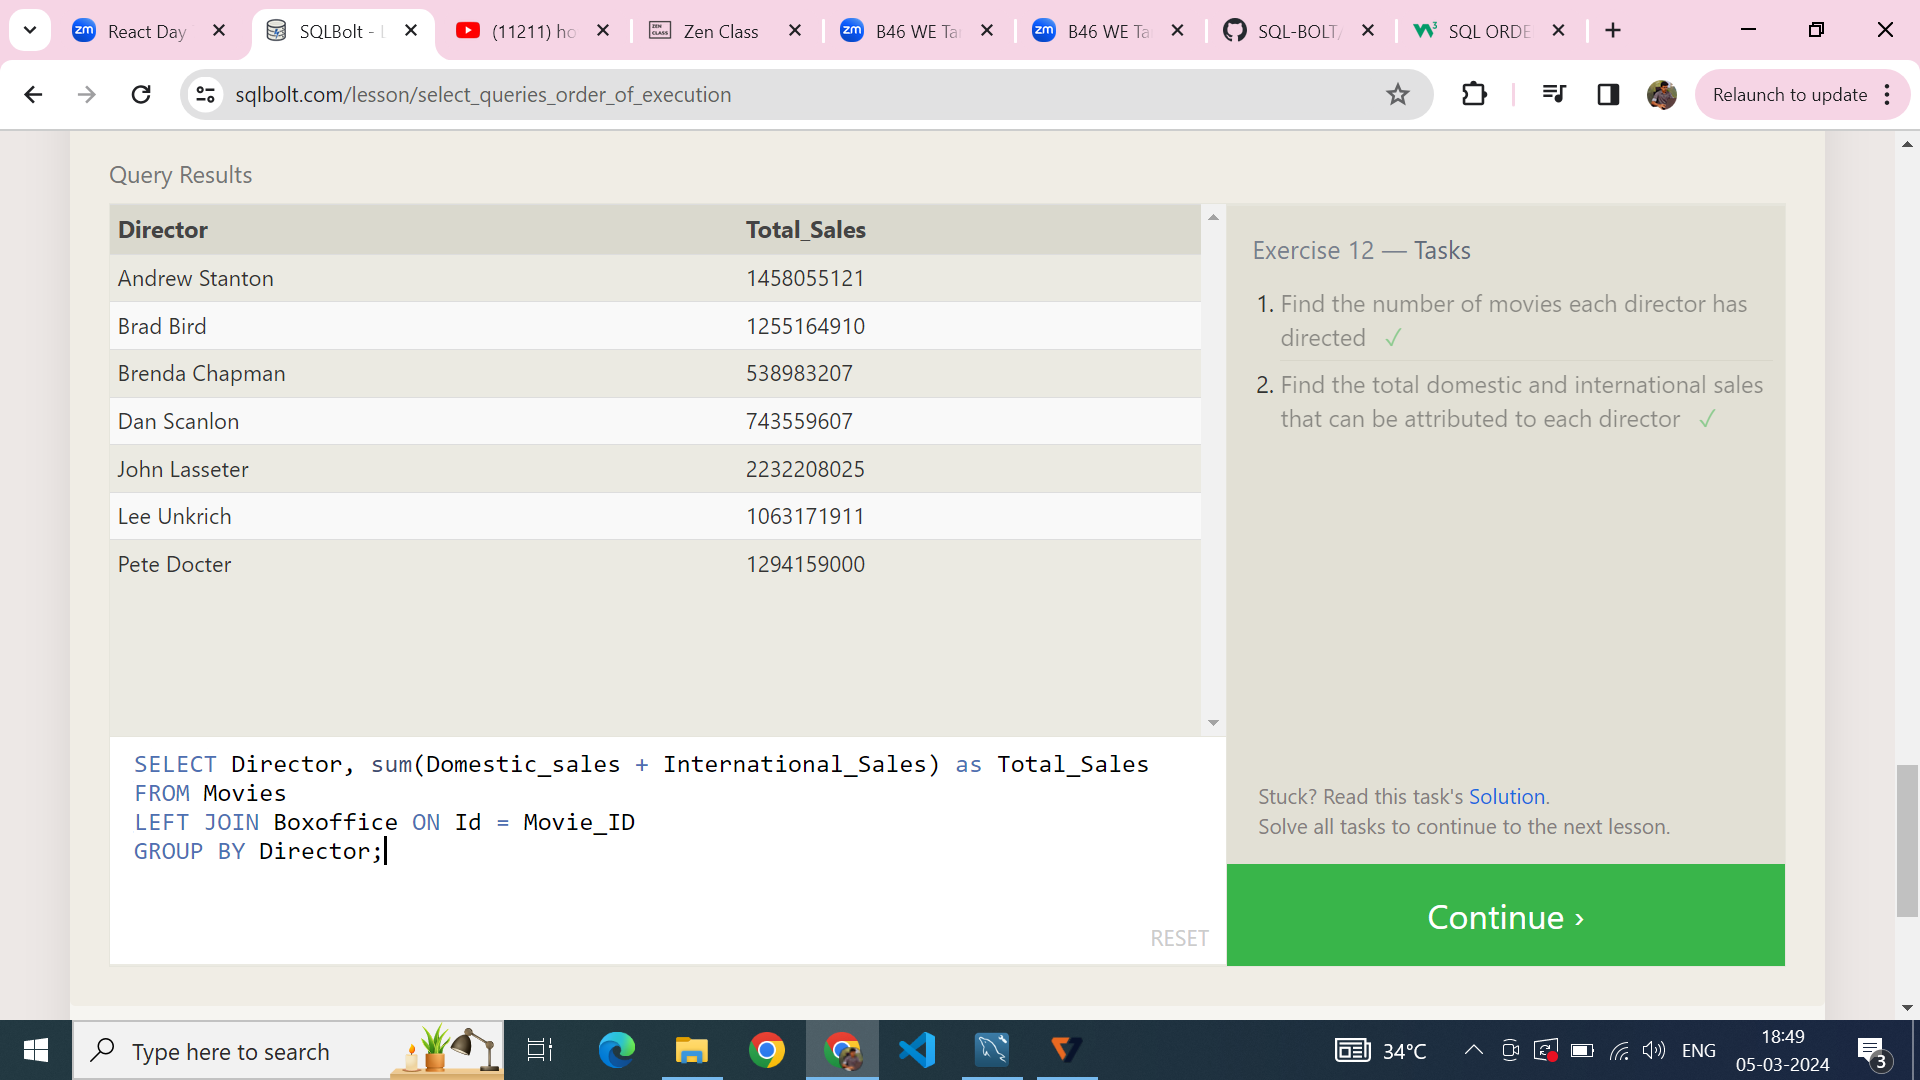 React Day
SQLBolt - L
(11211) ho
Zen Class
B46 WE Ta
B46 WE Ta
SQL-BOLT/
SQL ORDE
sqlbolt.com/lesson/select_queries_order_of_execution
Relaunch to update
Query Results
Director Total_Sales
Andrew Stanton 1458055121
Brad Bird 1255164910
Brenda Chapman 538983207
Dan Scanlon 743559607
John Lasseter 2232208025
Lee Unkrich 1063171911
Pete Docter 1294159000
Exercise 12 — Tasks
1. Find the number of movies each director has
directed ✓
2. Find the total domestic and international sales
that can be attributed to each director ✓
SELECT Director, sum(Domestic_sales + International_Sales) as Total_Sales
FROM Movies
LEFT JOIN Boxoffice ON Id = Movie_ID
GROUP BY Director;
RESET
Stuck? Read this task's Solution.
Solve all tasks to continue to the next lesson.
Continue ›
Type here to search
34°C
ENG
18:49
05-03-2024
3